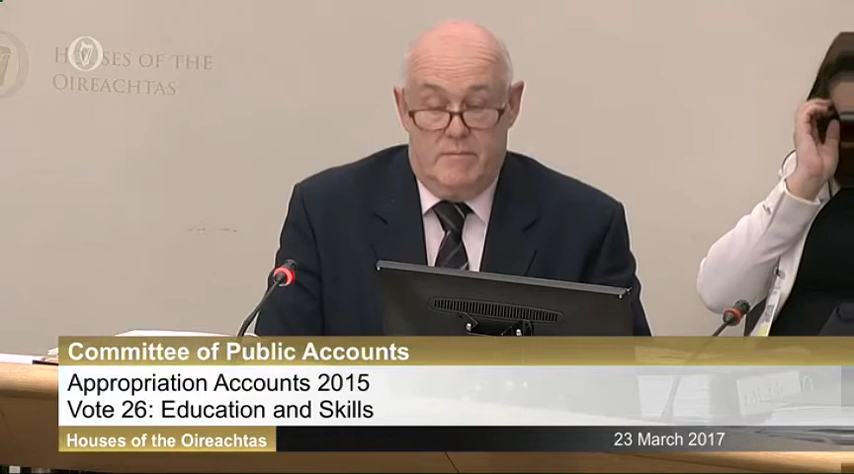 HOUSES OF THE
OIREACHTAS
Committee of Public Accounts
Appropriation Accounts 2015
Vote 26: Education and Skills
Houses of the Oireachtas
23 March 2017